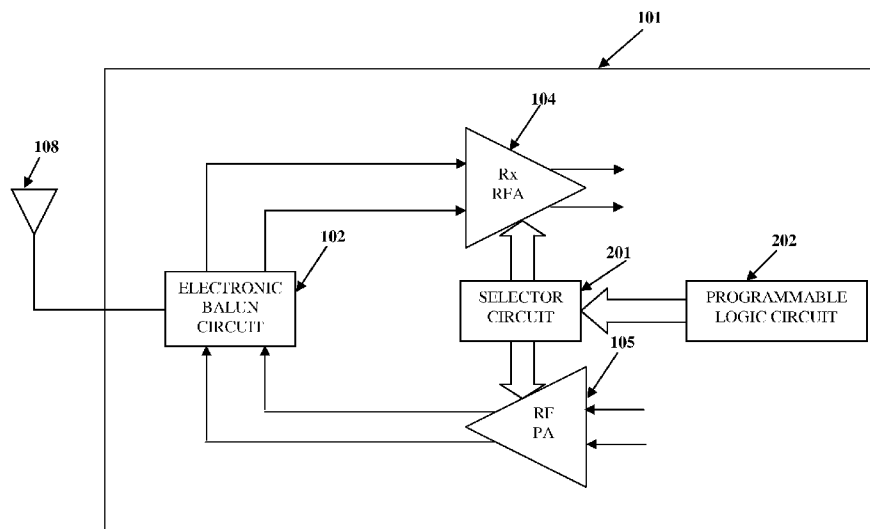 101
104
108
Rx
RFA
102
201
202
ELECTRONIC
BALUN
CIRCUIT
SELECTOR
CIRCUIT
PROGRAMMABLE
LOGIC CIRCUIT
105
RF
PA